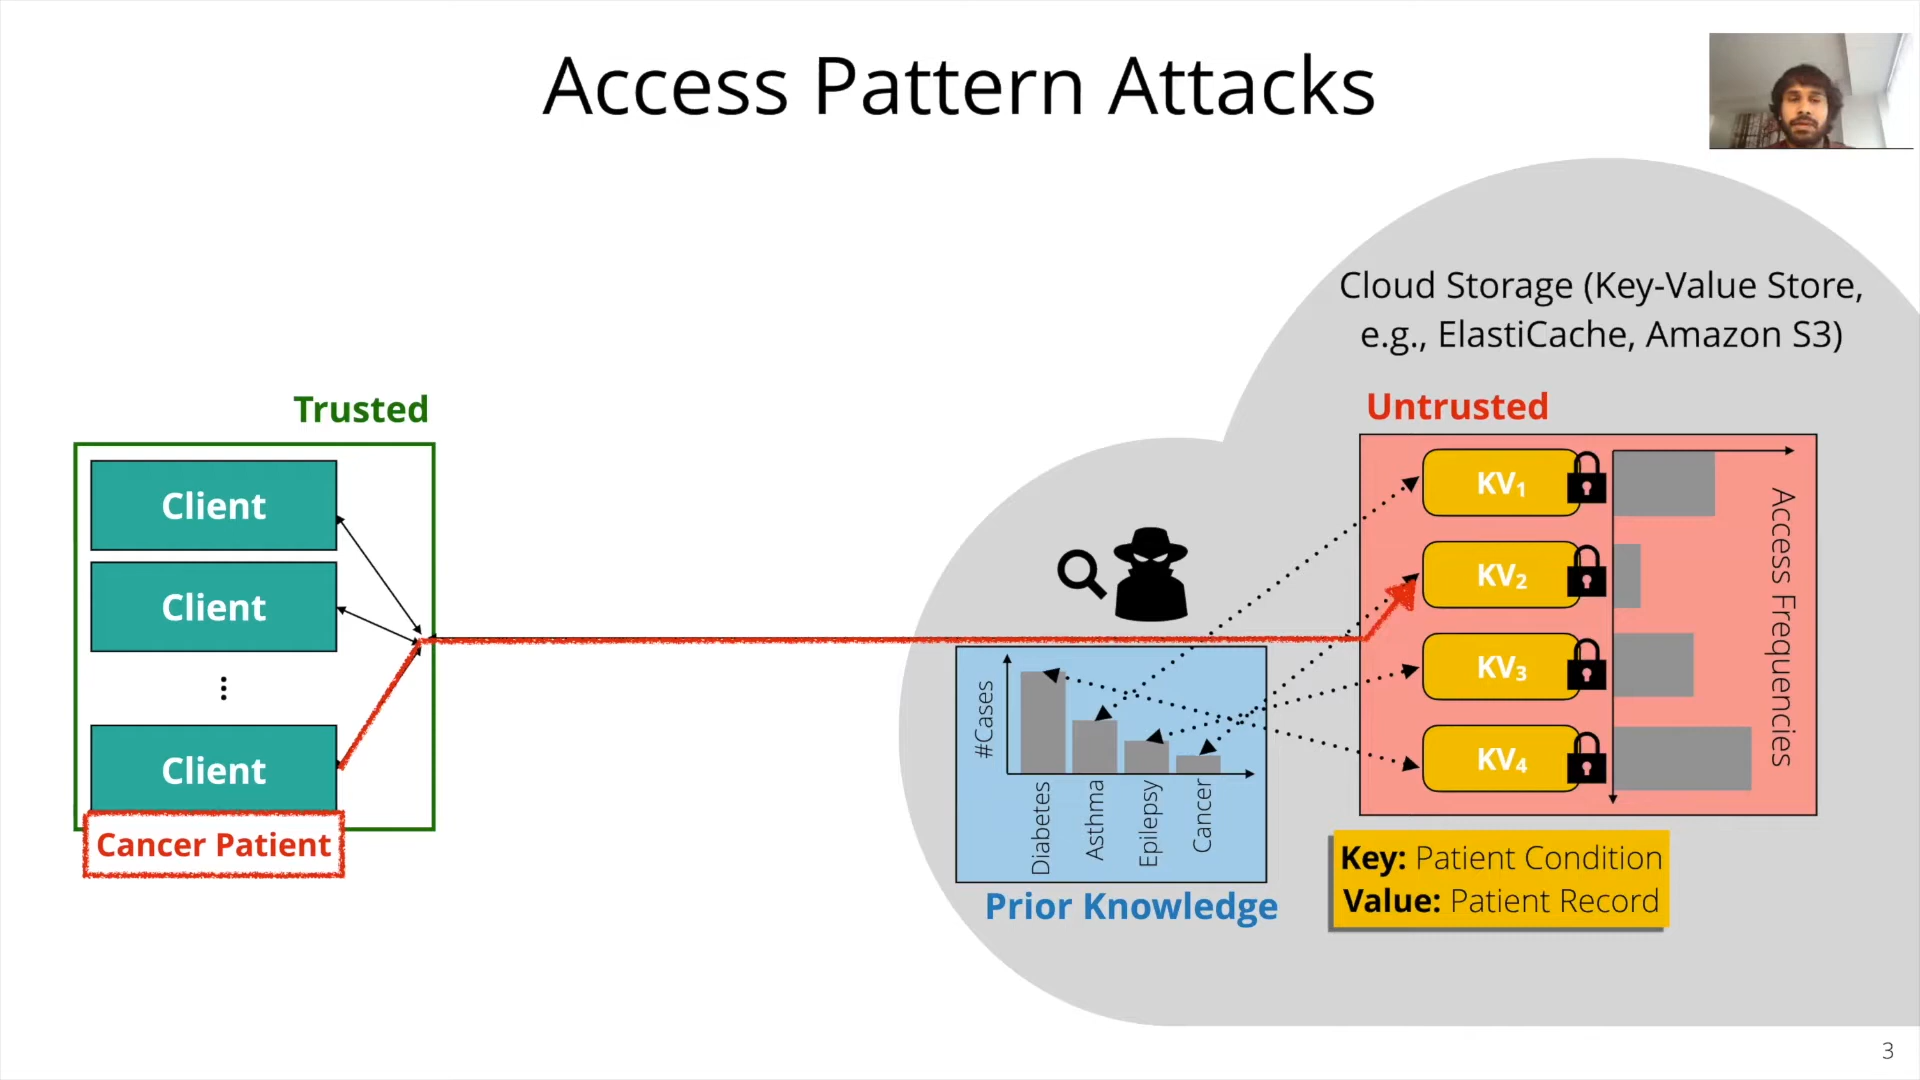 Access Pattern Attacks
Cloud Storage (Key-Value Store,
e.g., ElastiCache, Amazon S3)
Trusted
Untrusted
Client
Client
Client
Cancer Patient
KV₁
KV₂
KV₃
KV₄
Access Frequencies
#Cases
Diabetes
Asthma
Epilepsy
Cancer
Prior Knowledge
Key: Patient Condition
Value: Patient Record
3